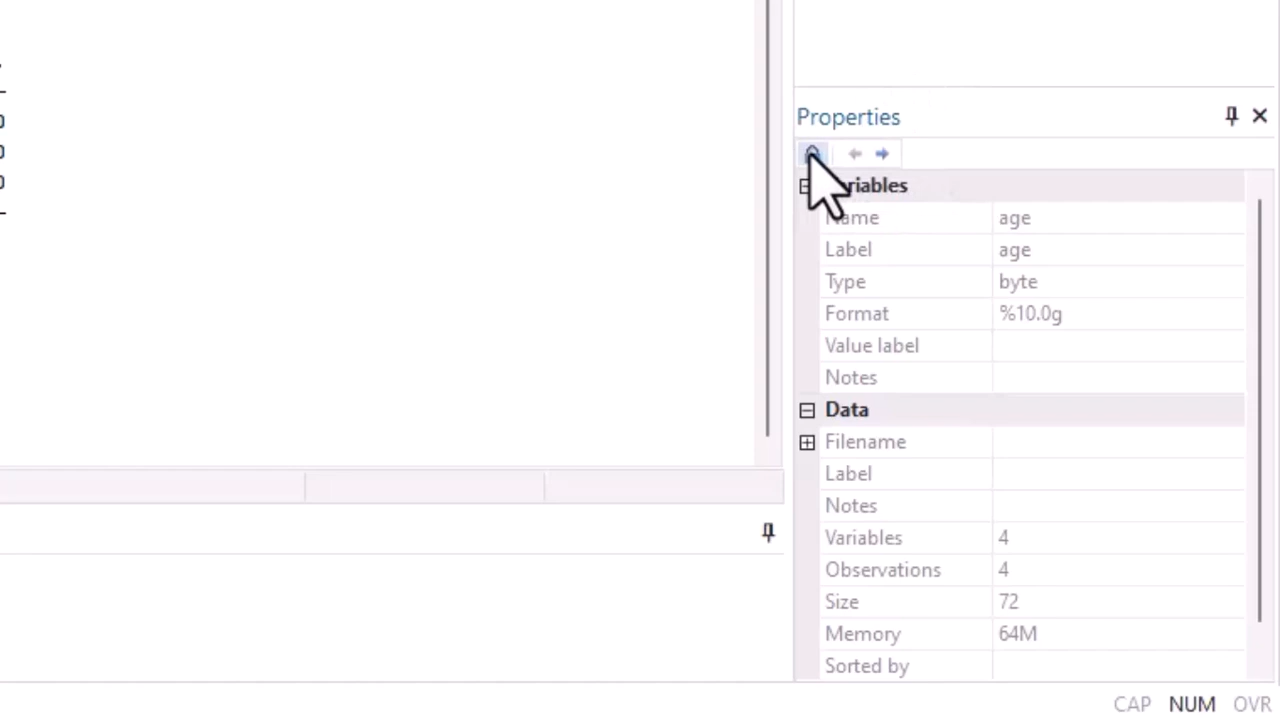 Properties
riables
Name age
Label age
Type byte
Format %10.0g
Value label
Notes
Data
Filename
Label
Notes
Variables 4
Observations 4
Size 72
Memory 64M
Sorted by
CAP NUM OVR